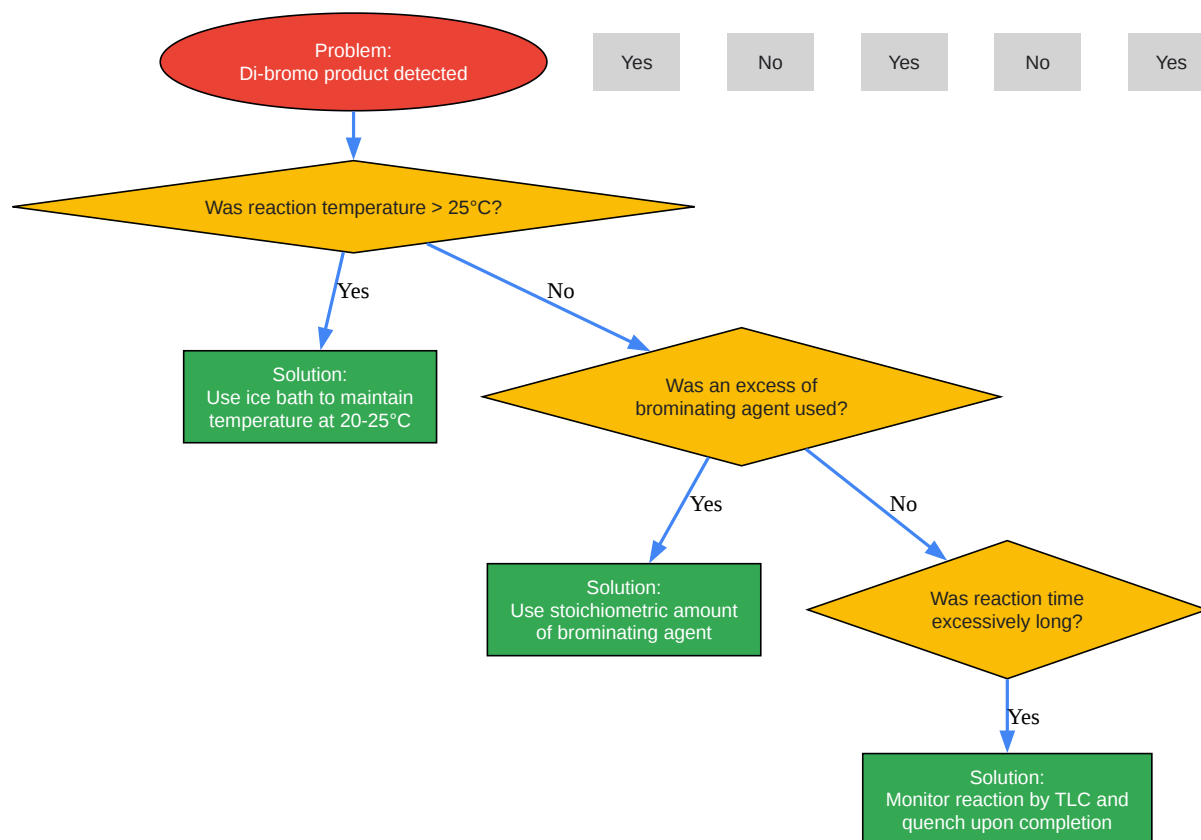 Problem:
Di-bromo product detected
Yes
No
Yes
No
Yes
Was reaction temperature > 25°C?
Yes
No
Solution:
Use ice bath to maintain
temperature at 20-25°C
Was an excess of
brominating agent used?
Yes
No
Solution:
Use stoichiometric amount
of brominating agent
Was reaction time
excessively long?
Yes
Solution:
Monitor reaction by TLC and
quench upon completion